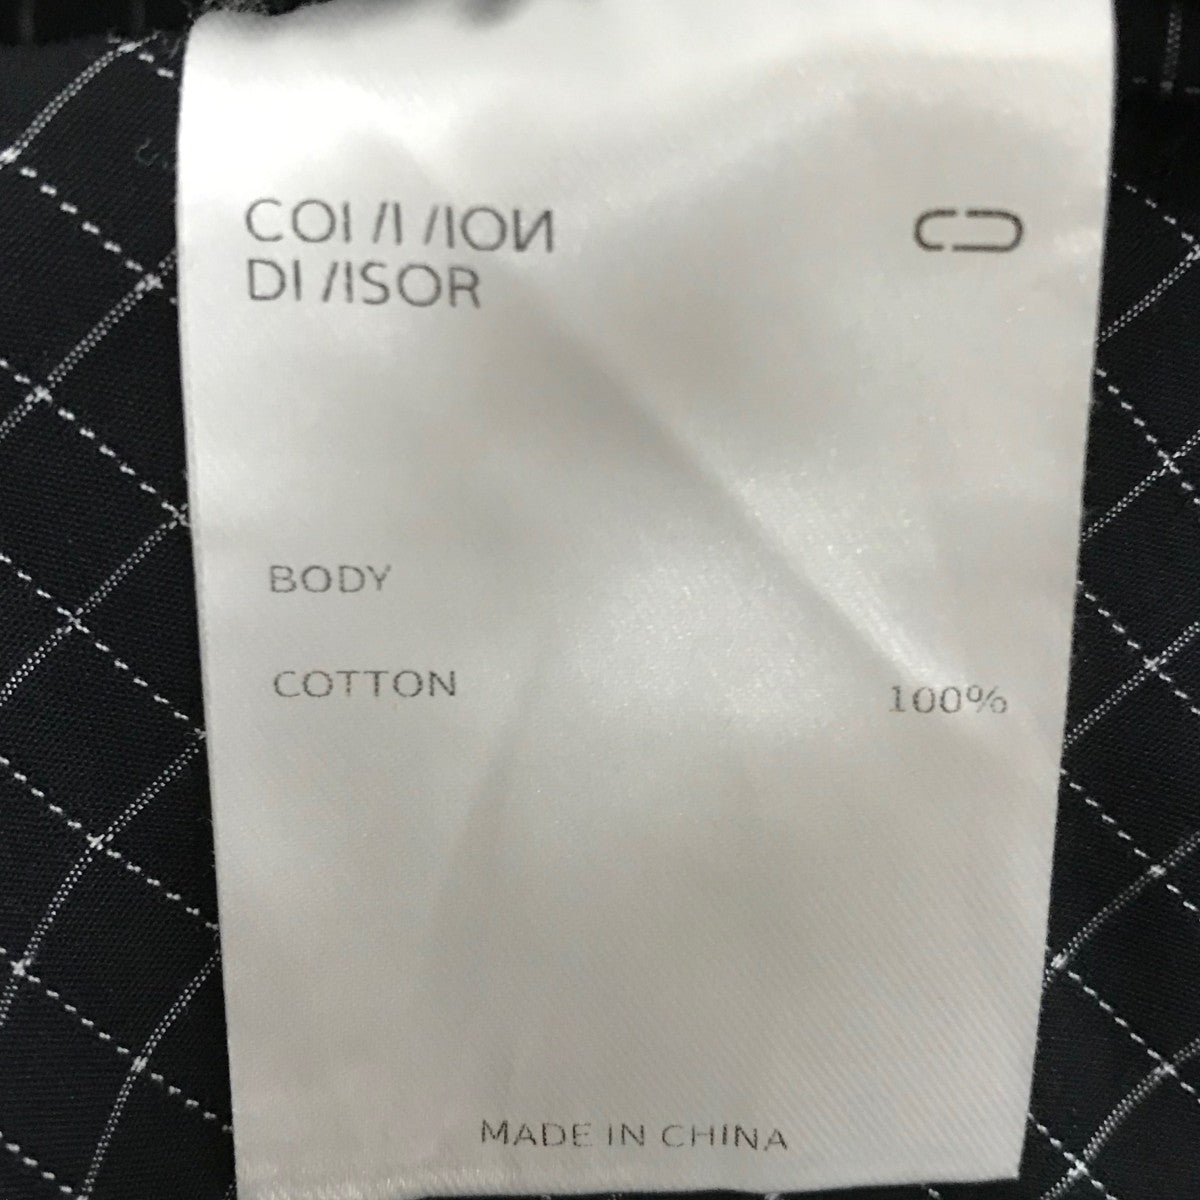 COMMON
DIVISOR
BODY
COTTON 100%
MADE IN CHINA